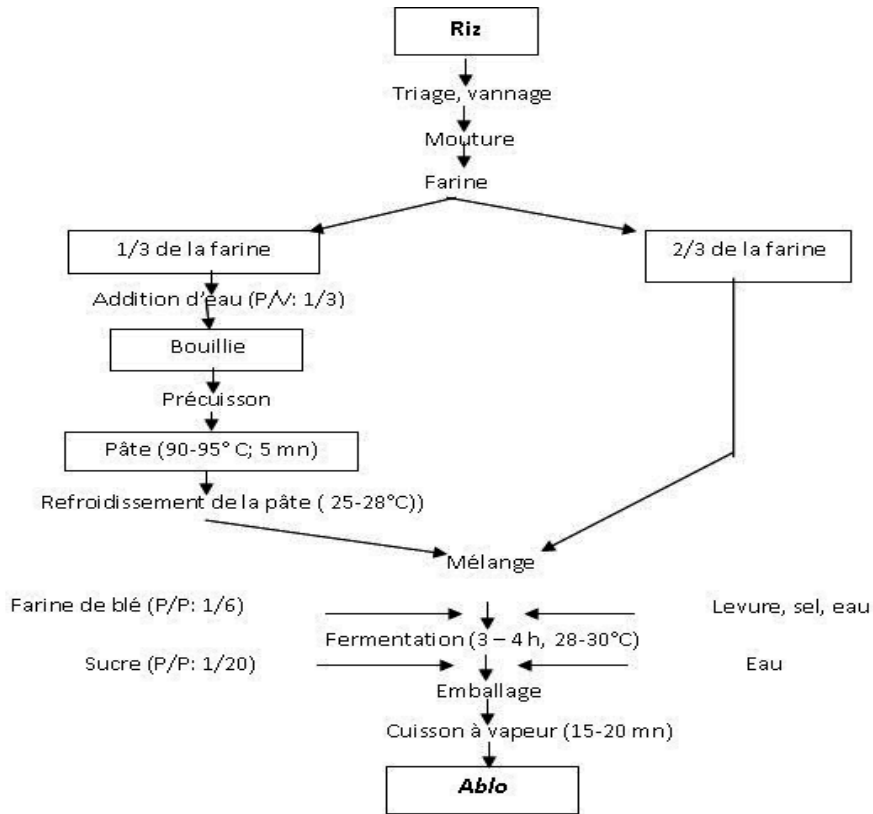 Riz
Triage, vannage
Mouture
Farine
1/3 de la farine
2/3 de la farine
Addition d'eau (P/V: 1/3)
Bouillie
Précuisson
Pâte (90-95° C; 5 mn)
Refroidissement de la pâte ( 25-28°C))
Mélange
Farine de blé (P/P: 1/6)
Levure, sel, eau
Fermentation (3 – 4 h, 28-30°C)
Sucre (P/P: 1/20)
Eau
Emballage
Cuisson à vapeur (15-20 mn)
Ablo